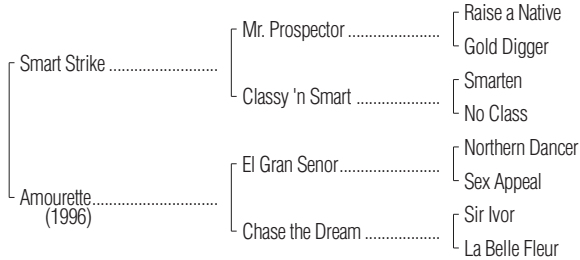 Raise a Native
Mr. Prospector
Gold Digger
Smart Strike
Smarten
Classy 'n Smart
No Class
Northern Dancer
El Gran Senor
Sex Appeal
Amourette
(1996)
Sir Ivor
Chase the Dream
La Belle Fleur